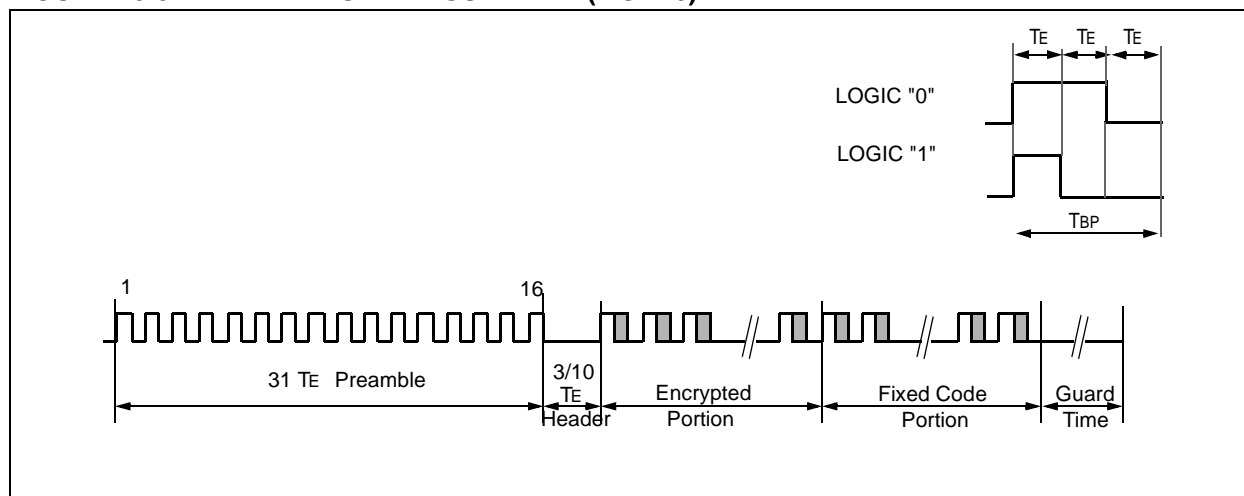 TE TE TE
LOGIC "0"
LOGIC "1"
TBP
1 16
31 TE Preamble
3/10
TE
Header
Encrypted
Portion
Fixed Code
Portion
Guard
Time